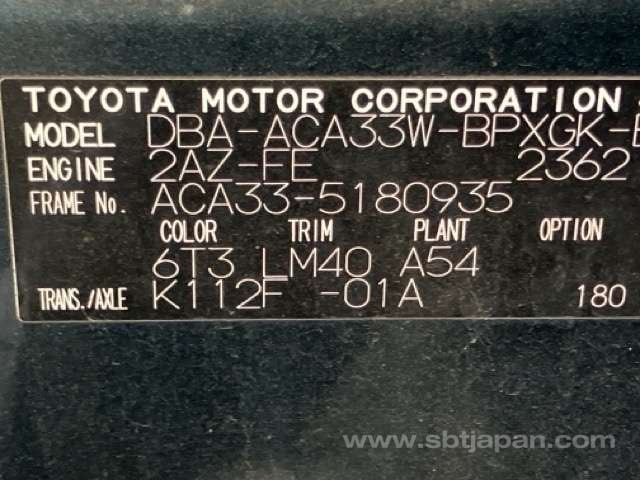 TOYOTA MOTOR CORPORATION
MODEL DBA-ACA33W-BPXGK-
ENGINE 2AZ-FE 2362
FRAME No. ACA33-5180935
COLOR TRIM PLANT OPTION
6T3 LM40 A54
TRANS./AXLE K112F -01A 180
www.sbtjapan.com